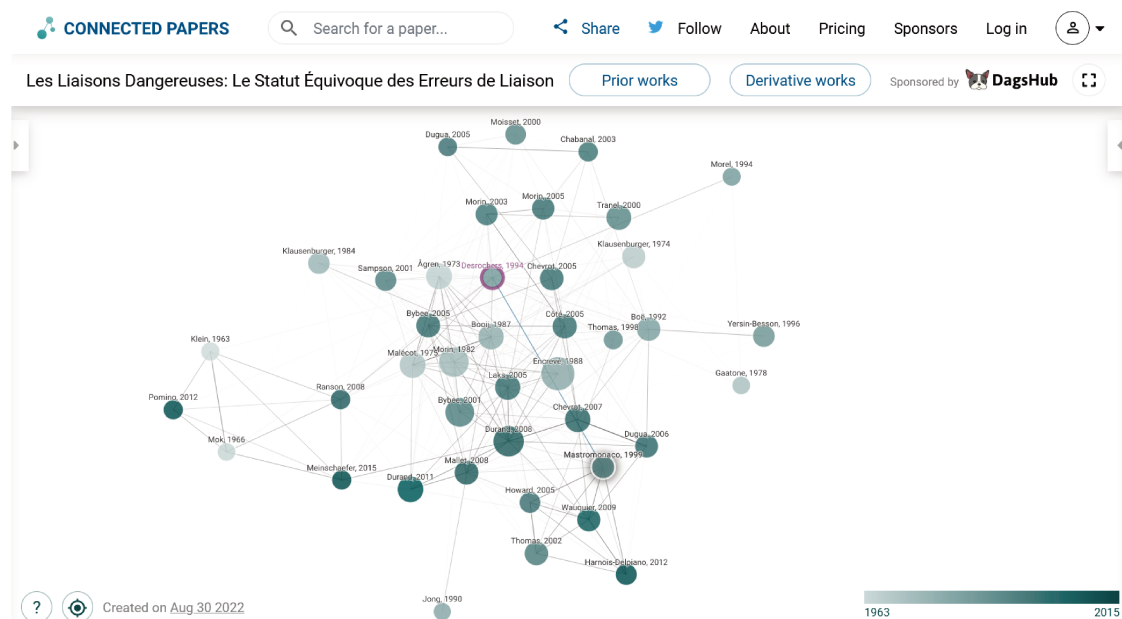 CONNECTED PAPERS
Search for a paper...
Share
Follow
About
Pricing
Sponsors
Log in
Les Liaisons Dangereuses: Le Statut Équivoque des Erreurs de Liaison
Prior works
Derivative works
Sponsored by DagsHub
Moisset, 2000
Dugua, 2005
Chabanal, 2003
Morel, 1994
Morin, 2003
Morin, 2005
Tranel, 2000
Klausenburger, 1974
Klausenburger, 1984
Sampson, 2001
Ågren, 1973
Desrochers, 1994
Chevrot, 2005
Bybee, 2005
Booij, 1987
Côté, 2005
Thomas, 1998
Boë, 1992
Yersin-Besson, 1996
Klein, 1963
Malécot, 1975
Morin, 1982
Encrevé, 1988
Laks, 2005
Gaatone, 1978
Ranson, 2008
Pomino, 2012
Bybee, 2001
Chevrot, 2007
Mok, 1966
Durand, 2008
Dugua, 2006
Mastromonaco, 1999
Meinschaefer, 2015
Durand, 2011
Mallet, 2008
Howard, 2005
Wauquier, 2009
Thomas, 2002
Harnois-Delpiano, 2012
Jong, 1990
?
Created on Aug 30 2022
1963
2015